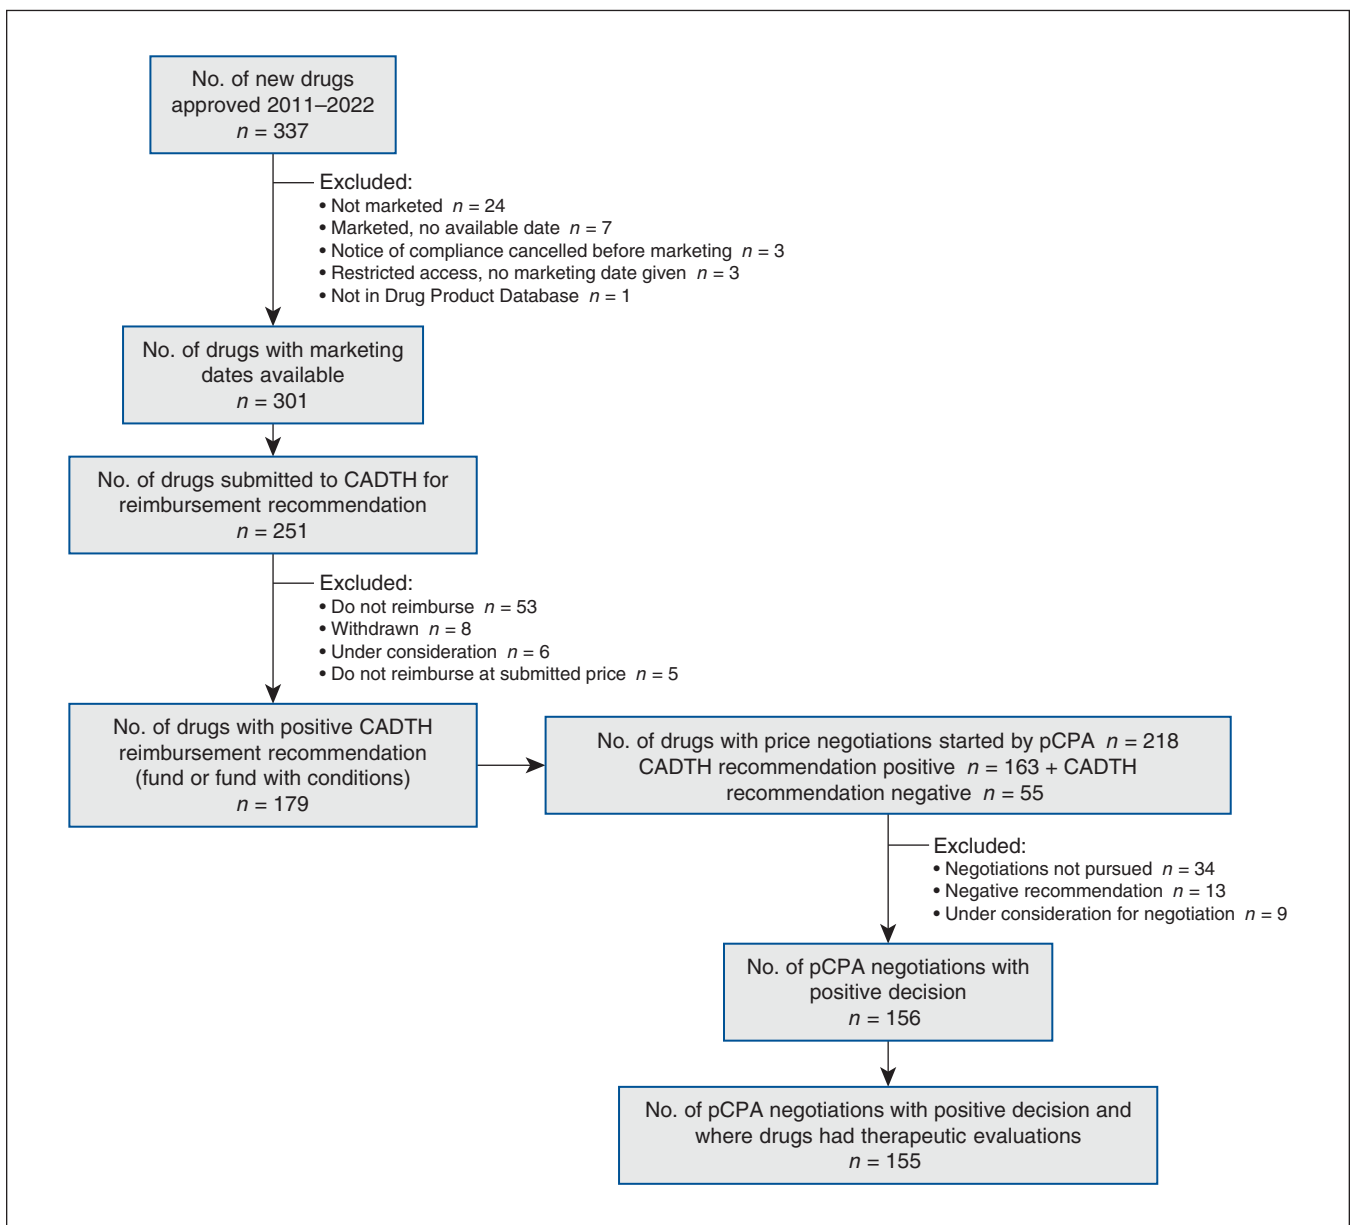 No. of new drugs
approved 2011–2022
n = 337
Excluded:
• Not marketed n = 24
• Marketed, no available date n = 7
• Notice of compliance cancelled before marketing n = 3
• Restricted access, no marketing date given n = 3
• Not in Drug Product Database n = 1
No. of drugs with marketing
dates available
n = 301
No. of drugs submitted to CADTH for
reimbursement recommendation
n = 251
Excluded:
• Do not reimburse n = 53
• Withdrawn n = 8
• Under consideration n = 6
• Do not reimburse at submitted price n = 5
No. of drugs with positive CADTH
reimbursement recommendation
(fund or fund with conditions)
n = 179
No. of drugs with price negotiations started by pCPA n = 218
CADTH recommendation positive n = 163 + CADTH
recommendation negative n = 55
Excluded:
• Negotiations not pursued n = 34
• Negative recommendation n = 13
• Under consideration for negotiation n = 9
No. of pCPA negotiations with
positive decision
n = 156
No. of pCPA negotiations with positive decision and
where drugs had therapeutic evaluations
n = 155